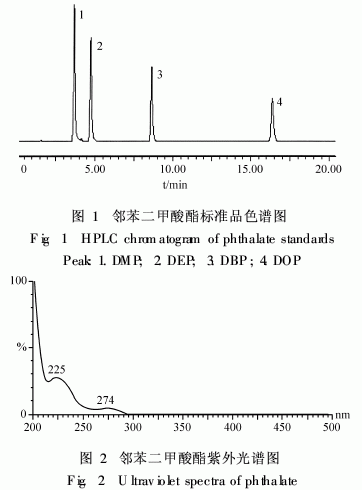 1
2
3
4
0 5.00 10.00 15.00 20.00
t/min
图 1 邻苯二甲酸酯标准品色谱图
Fig 1 HPLC chromatogram of phthalate standards
Peak: 1. DMP; 2. DEP; 3. DBP; 4. DOP
100
%
225
274
0
200 250 300 350 400 450 500 nm
图 2 邻苯二甲酸酯紫外光谱图
Fig. 2 Ultraviolet spectra of phthalate